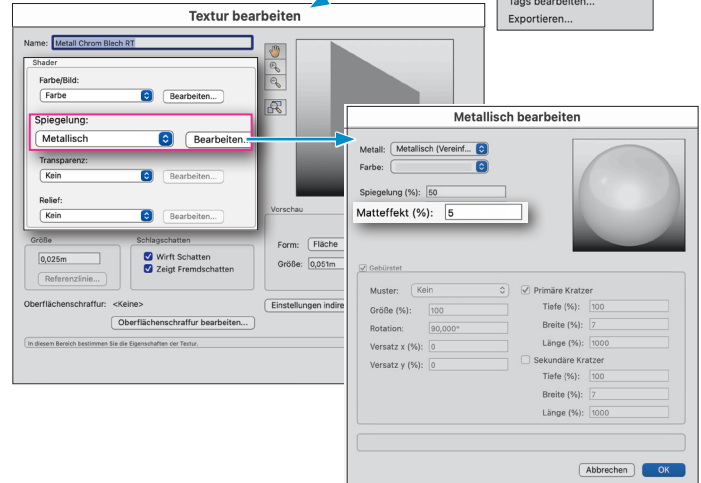 Tags bearbeiten...
Exportieren...
Textur bearbeiten
Name: Metall Chrom Blech RT
Shader
Farbe/Bild:
Farbe Bearbeiten...
Spiegelung:
Metallisch Bearbeiten..
Transparenz:
Kein Bearbeiten...
Relief:
Kein Bearbeiten...
Größe
0,025m
Referenzlinie...
Schlagschatten
Wirft Schatten
Zeigt Fremdschatten
Vorschau
Form: Fläche
Größe: 0,051m
Oberflächenschraffur: <Keine>
Oberflächenschraffur bearbeiten...
Einstellungen indire
In diesem Bereich bestimmen Sie die Eigenschaften der Textur.
Metallisch bearbeiten
Metall: Metallisch (Vereinf...
Farbe:
Spiegelung (%): 50
Matteffekt (%): 5
Gebürstet
Muster: Kein
Größe (%): 100
Rotation: 90,000°
Versatz x (%): 0
Versatz y (%): 0
Primäre Kratzer
Tiefe (%): 100
Breite (%): 7
Länge (%): 1000
Sekundäre Kratzer
Tiefe (%): 100
Breite (%): 7
Länge (%): 1000
Abbrechen OK